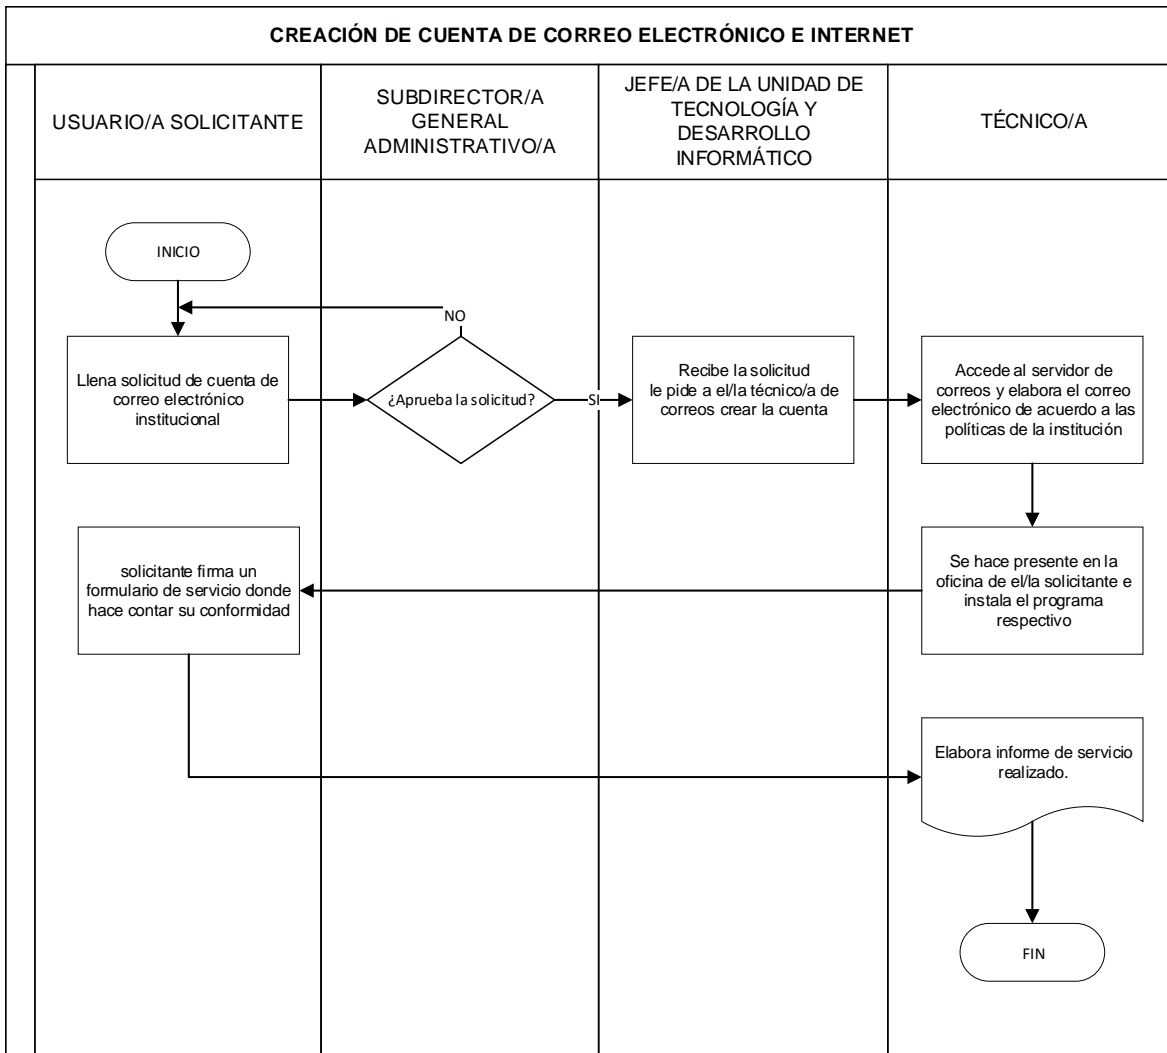 CREACIÓN DE CUENTA DE CORREO ELECTRÓNICO E INTERNET
USUARIO/A SOLICITANTE
SUBDIRECTOR/A
GENERAL
ADMINISTRATIVO/A
JEFE/A DE LA UNIDAD DE
TECNOLOGÍA Y
DESARROLLO
INFORMÁTICO
TÉCNICO/A
INICIO
NO
Llena solicitud de cuenta de
correo electrónico
institucional
¿Aprueba la solicitud?
SI
Recibe la solicitud
le pide a el/la técnico/a de
correos crear la cuenta
Accede al servidor de
correos y elabora el correo
electrónico de acuerdo a las
políticas de la institución
solicitante firma un
formulario de servicio donde
hace contar su conformidad
Se hace presente en la
oficina de el/la solicitante e
instala el programa
respectivo
Elabora informe de servicio
realizado.
FIN